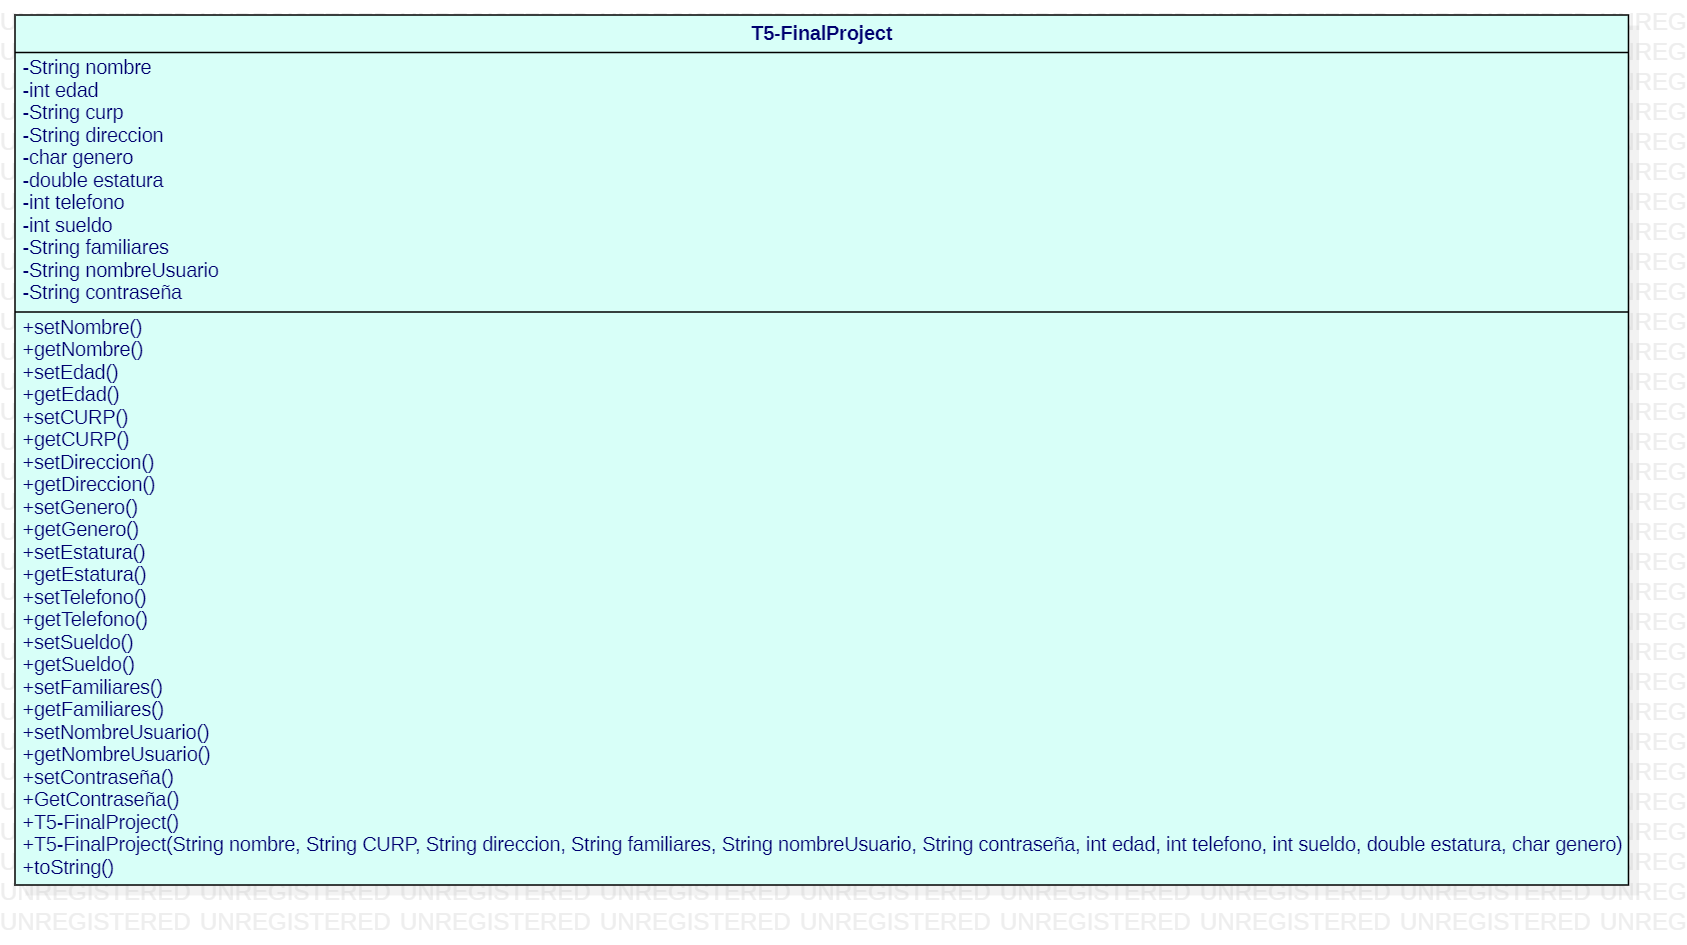 T5-FinalProject
-String nombre
-int edad
-String curp
-String direccion
-char genero
-double estatura
-int telefono
-int sueldo
-String familiares
-String nombreUsuario
-String contraseña
+setNombre()
+getNombre()
+setEdad()
+getEdad()
+setCURP()
+getCURP()
+setDireccion()
+getDireccion()
+setGenero()
+getGenero()
+setEstatura()
+getEstatura()
+setTelefono()
+getTelefono()
+setSueldo()
+getSueldo()
+setFamiliares()
+getFamiliares()
+setNombreUsuario()
+getNombreUsuario()
+setContraseña()
+GetContraseña()
+T5-FinalProject()
+T5-FinalProject(String nombre, String CURP, String direccion, String familiares, String nombreUsuario, String contraseña, int edad, int telefono, int sueldo, double estatura, char genero)
+toString()
UNREGISTERED UNREGISTERED UNREGISTERED UNREGISTERED UNREGISTERED UNREGISTERED UNREGISTERED UNREGISTERED UNREG
UNREGISTERED UNREGISTERED UNREGISTERED UNREGISTERED UNREGISTERED UNREGISTERED UNREGISTERED UNREGISTERED UNREG